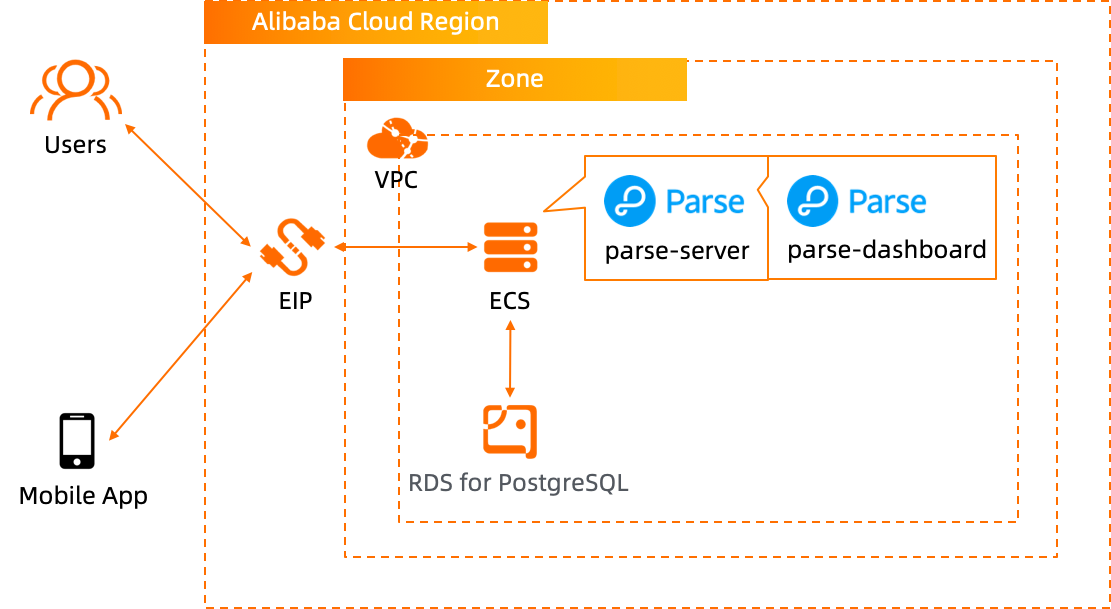 Alibaba Cloud Region
Zone
Users
VPC
Parse
Parse
parse-server
parse-dashboard
EIP
ECS
RDS for PostgreSQL
Mobile App